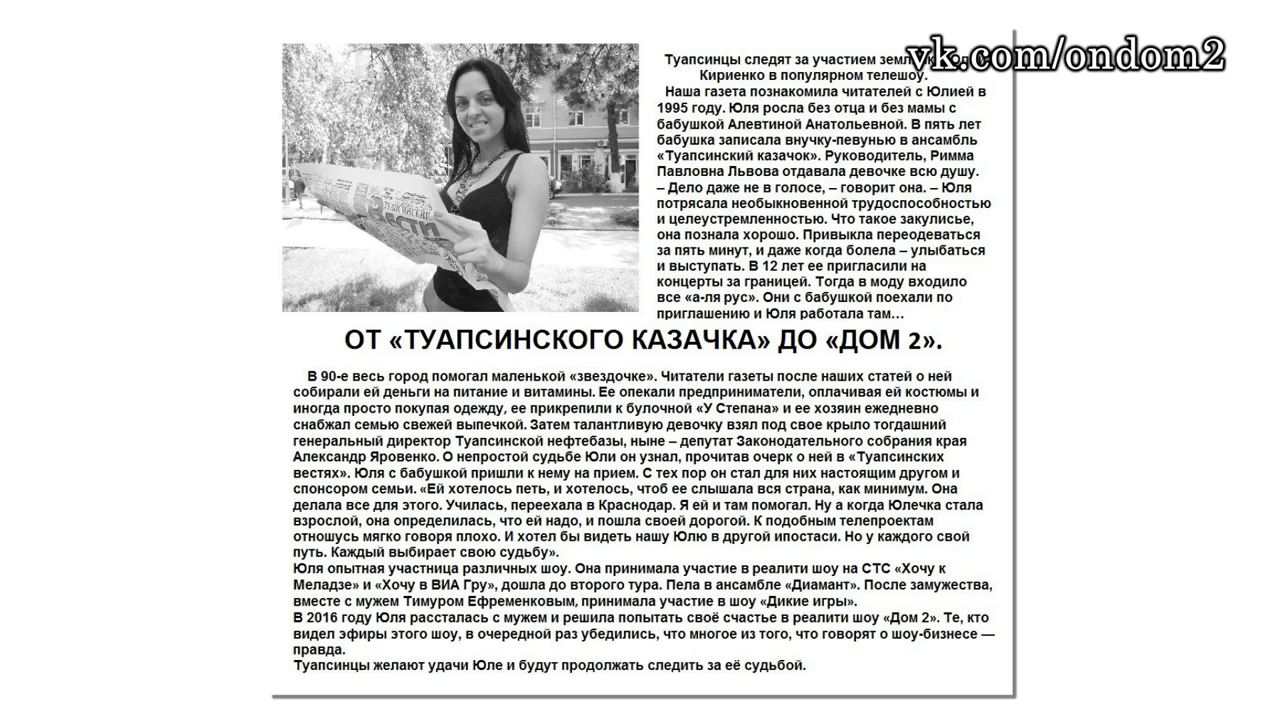 vk.com/ondom2
Туапсинцы следят за участием
Кириенко в популярном телешоу.
Наша газета познакомила читателей с Юлией в
1995 году. Юля росла без отца и без мамы с
бабушкой Алевтиной Анатольевной. В пять лет
бабушка записала внучку-певунью в ансамбль
«Туапсинский казачок». Руководитель, Римма
Павловна Львова отдавала девочке всю душу.
– Дело даже не в голосе, – говорит она. – Юля
потрясала необыкновенной трудоспособностью
и целеустремленностью. Что такое закулисье,
она познала хорошо. Привыкла переодеваться
за пять минут, и даже когда болела – улыбаться
и выступать. В 12 лет ее пригласили на
концерты за границей. Тогда в моду входило
все «а-ля рус». Они с бабушкой поехали по
приглашению и Юля работала там...
ВЕСТИ
ОТ «ТУАПСИНСКОГО КАЗАЧКА» ДО «ДОМ 2».
В 90-е весь город помогал маленькой «звездочке». Читатели газеты после наших статей о ней
собирали ей деньги на питание и витамины. Ее опекали предприниматели, оплачивая ей костюмы и
иногда просто покупая одежду, ее прикрепили к булочной «У Степана» и ее хозяин ежедневно
снабжал семью свежей выпечкой. Затем талантливую девочку взял под свое крыло тогдашний
генеральный директор Туапсинской нефтебазы, ныне – депутат Законодательного собрания края
Александр Яровенко. О непростой судьбе Юли он узнал, прочитав очерк о ней в «Туапсинских
вестях». Юля с бабушкой пришли к нему на прием. С тех пор он стал для них настоящим другом и
спонсором семьи. «Ей хотелось петь, и хотелось, чтоб ее слышала вся страна, как минимум. Она
делала все для этого. Училась, переехала в Краснодар. Я ей и там помогал. Ну а когда Юлечка стала
взрослой, она определилась, что ей надо, и пошла своей дорогой. К подобным телепроектам
отношусь мягко говоря плохо. И хотел бы видеть нашу Юлю в другой ипостаси. Но у каждого свой
путь. Каждый выбирает свою судьбу».
Юля опытная участница различных шоу. Она принимала участие в реалити шоу на СТС «Хочу к
Меладзе» и «Хочу в ВИА Гру», дошла до второго тура. Пела в ансамбле «Диамант». После замужества,
вместе с мужем Тимуром Ефременковым, принимала участие в шоу «Дикие игры».
В 2016 году Юля рассталась с мужем и решила попытать своё счастье в реалити шоу «Дом 2». Те, кто
видел эфиры этого шоу, в очередной раз убедились, что многое из того, что говорят о шоу-бизнесе —
правда.
Туапсинцы желают удачи Юле и будут продолжать следить за её судьбой.